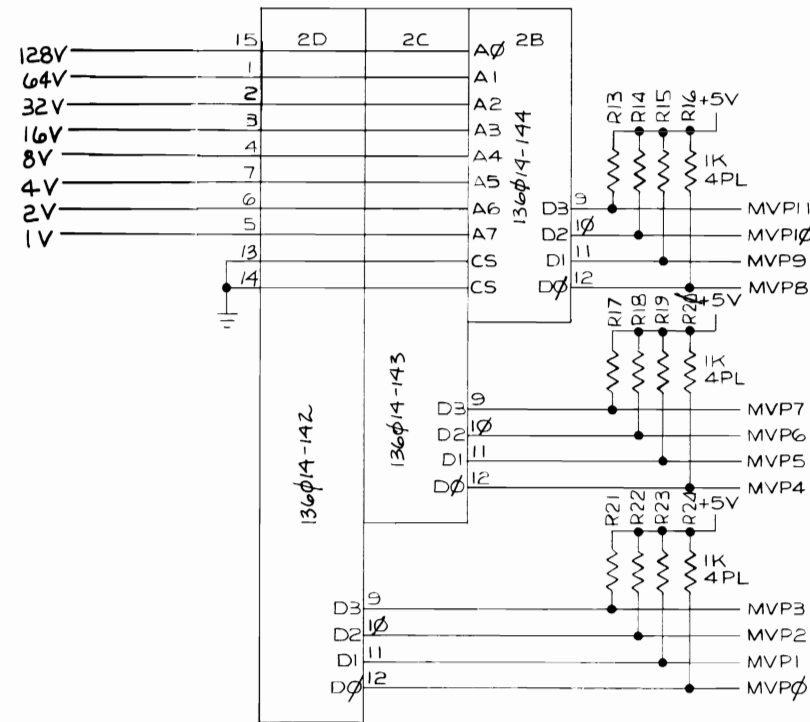 15 2D 2C 2B
128V AØ
64V 1 A1
32V 2 A2
16V 3 A3
8V 4 A4
4V 7 A5
2V 6 A6
1V 5 A7
13 CS
14 CS
136Ø14-144
R13 R14 R15 R16 +5V
1K
4PL
D3 9 MVP11
D2 1Ø MVP1Ø
D1 11 MVP9
DØ 12 MVP8
136Ø14-143
R17 R18 R19 R2Ø +5V
1K
4PL
D3 9 MVP7
D2 1Ø MVP6
D1 11 MVP5
DØ 12 MVP4
136Ø14-142
R21 R22 R23 R24 +5V
1K
4PL
D3 9 MVP3
D2 1Ø MVP2
D1 11 MVP1
DØ 12 MVPØ